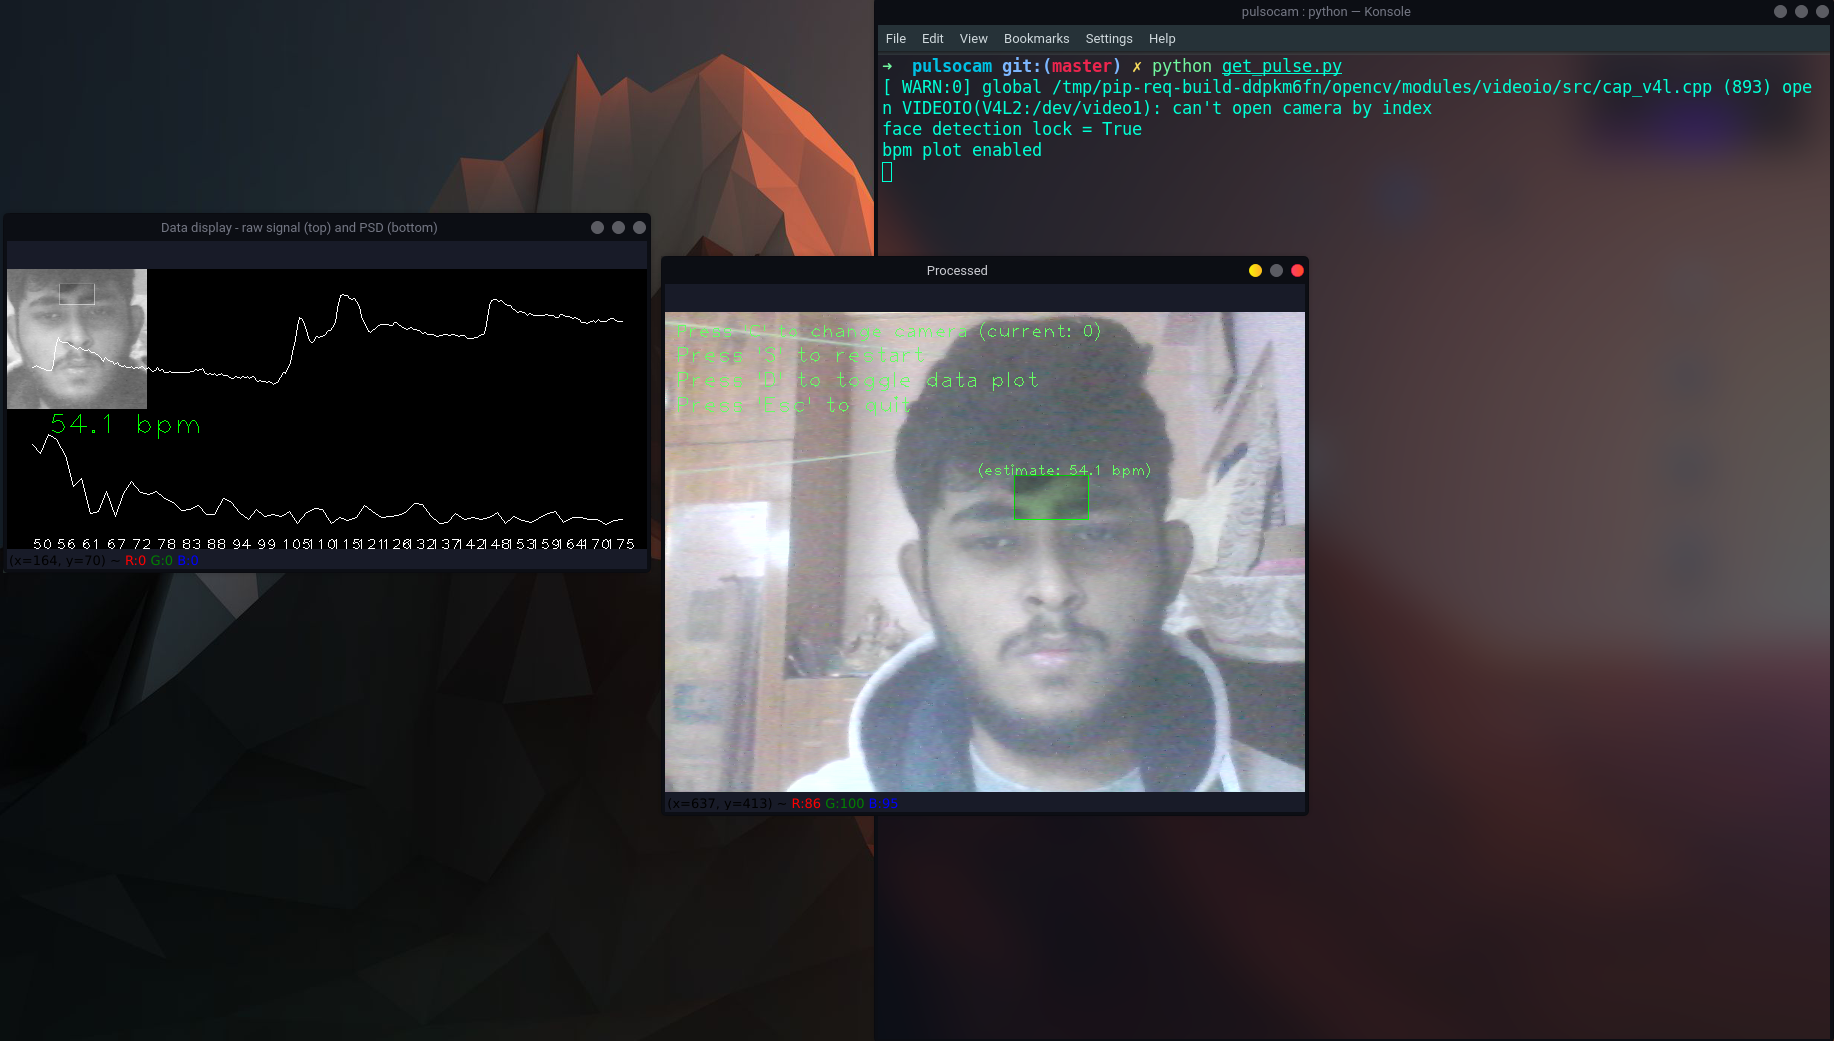 pulsocam : python — Konsole
File Edit View Bookmarks Settings Help
➜ pulsocam git:(master) ✗ python get_pulse.py
[ WARN:0] global /tmp/pip-req-build-ddpkm6fn/opencv/modules/videoio/src/cap_v4l.cpp (893) ope
n VIDEOIO(V4L2:/dev/video1): can't open camera by index
face detection lock = True
bpm plot enabled
Data display - raw signal (top) and PSD (bottom)
54.1 bpm
50 56 61 67 72 78 83 88 94 99 105 110 115 121 126 132 137 142 148 153 159 164 170 175
(x=164, y=70) ~ R:0 G:0 B:0
Processed
Press 'C' to change camera (current: 0)
Press 'S' to restart
Press 'D' to toggle data plot
Press 'Esc' to quit
(estimate: 54.1 bpm)
(x=637, y=413) ~ R:86 G:100 B:95